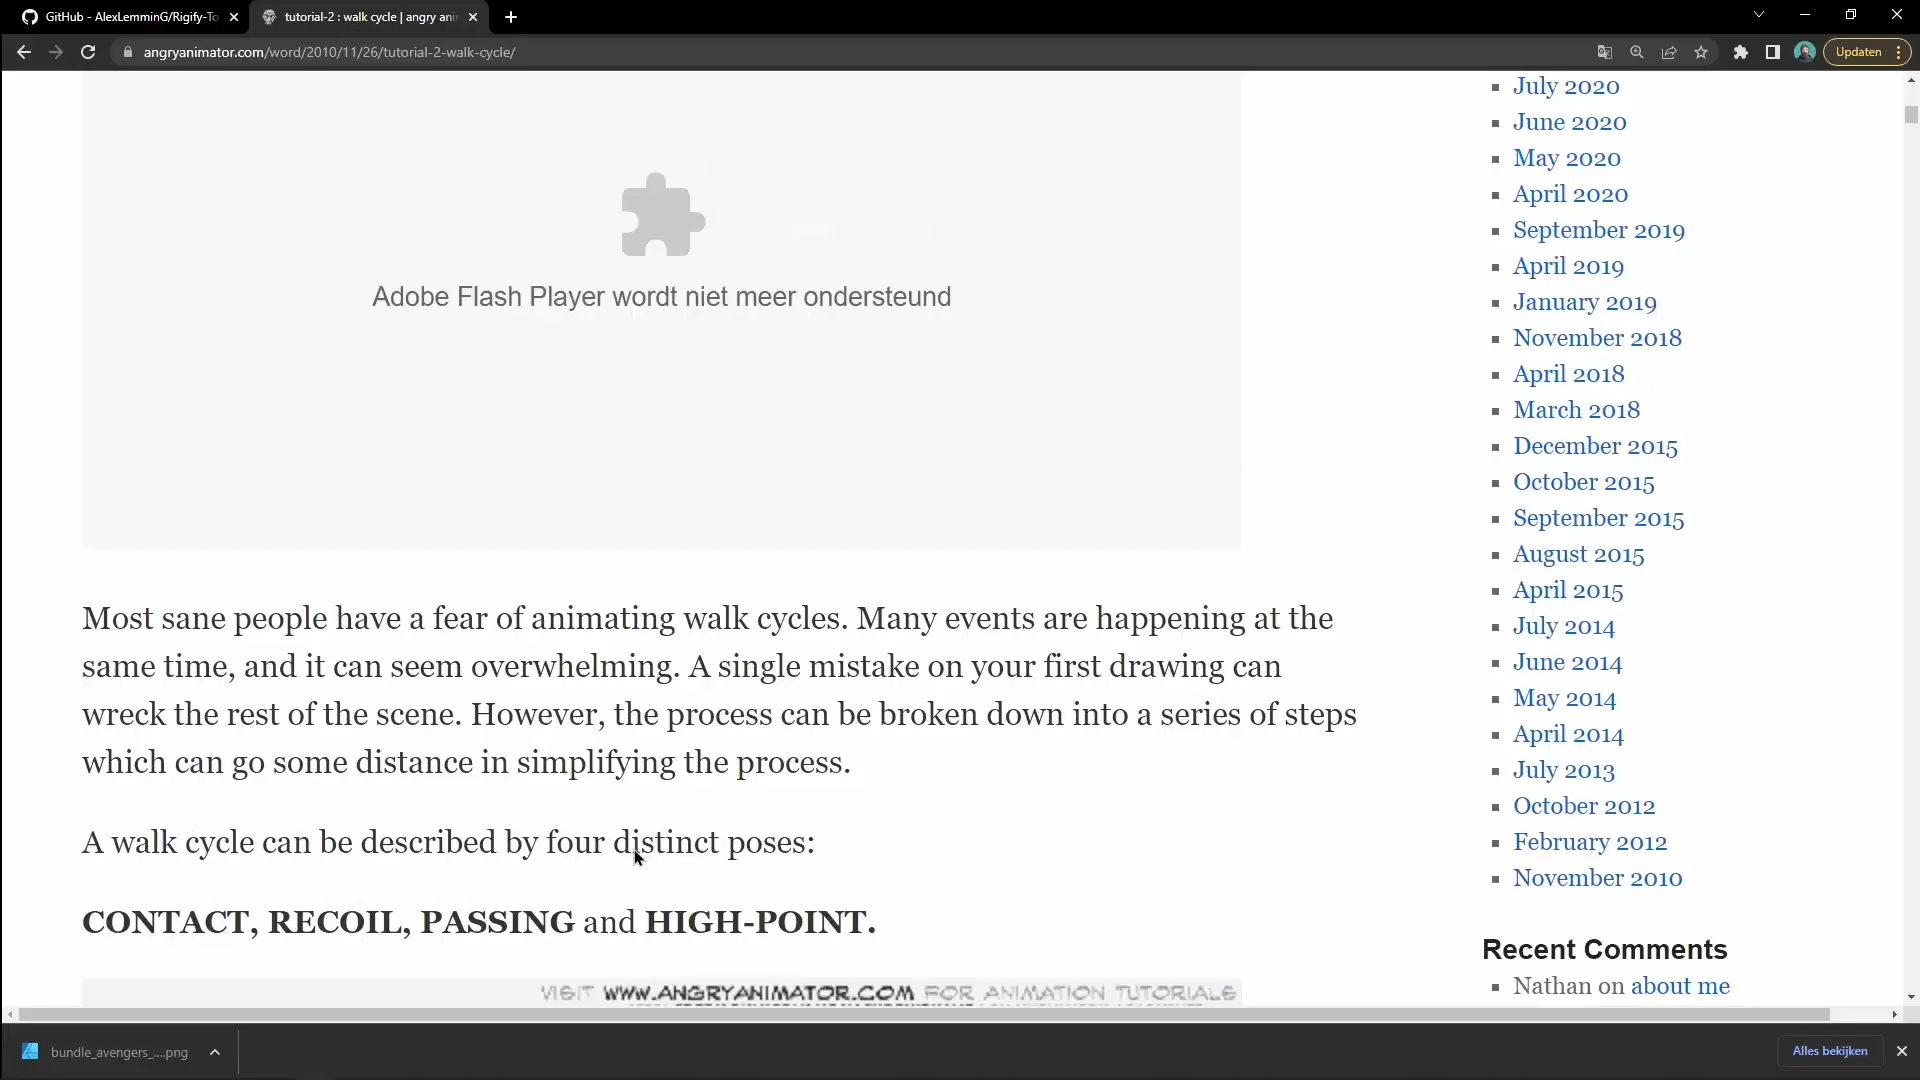 GitHub - AlexLemminG/Rigify-To
tutorial-2 : walk cycle | angry ani
angryanimator.com/word/2010/11/26/tutorial-2-walk-cycle/
Updaten
Adobe Flash Player wordt niet meer ondersteund
Most sane people have a fear of animating walk cycles. Many events are happening at the
same time, and it can seem overwhelming. A single mistake on your first drawing can
wreck the rest of the scene. However, the process can be broken down into a series of steps
which can go some distance in simplifying the process.
A walk cycle can be described by four distinct poses:
CONTACT, RECOIL, PASSING and HIGH-POINT.
VISIT WWW.ANGRYANIMATOR.COM FOR ANIMATION TUTORIALS
July 2020
June 2020
May 2020
April 2020
September 2019
April 2019
January 2019
November 2018
April 2018
March 2018
December 2015
October 2015
September 2015
August 2015
April 2015
July 2014
June 2014
May 2014
April 2014
July 2013
October 2012
February 2012
November 2010
Recent Comments
Nathan on about me
bundle_avengers_....png
Alles bekijken